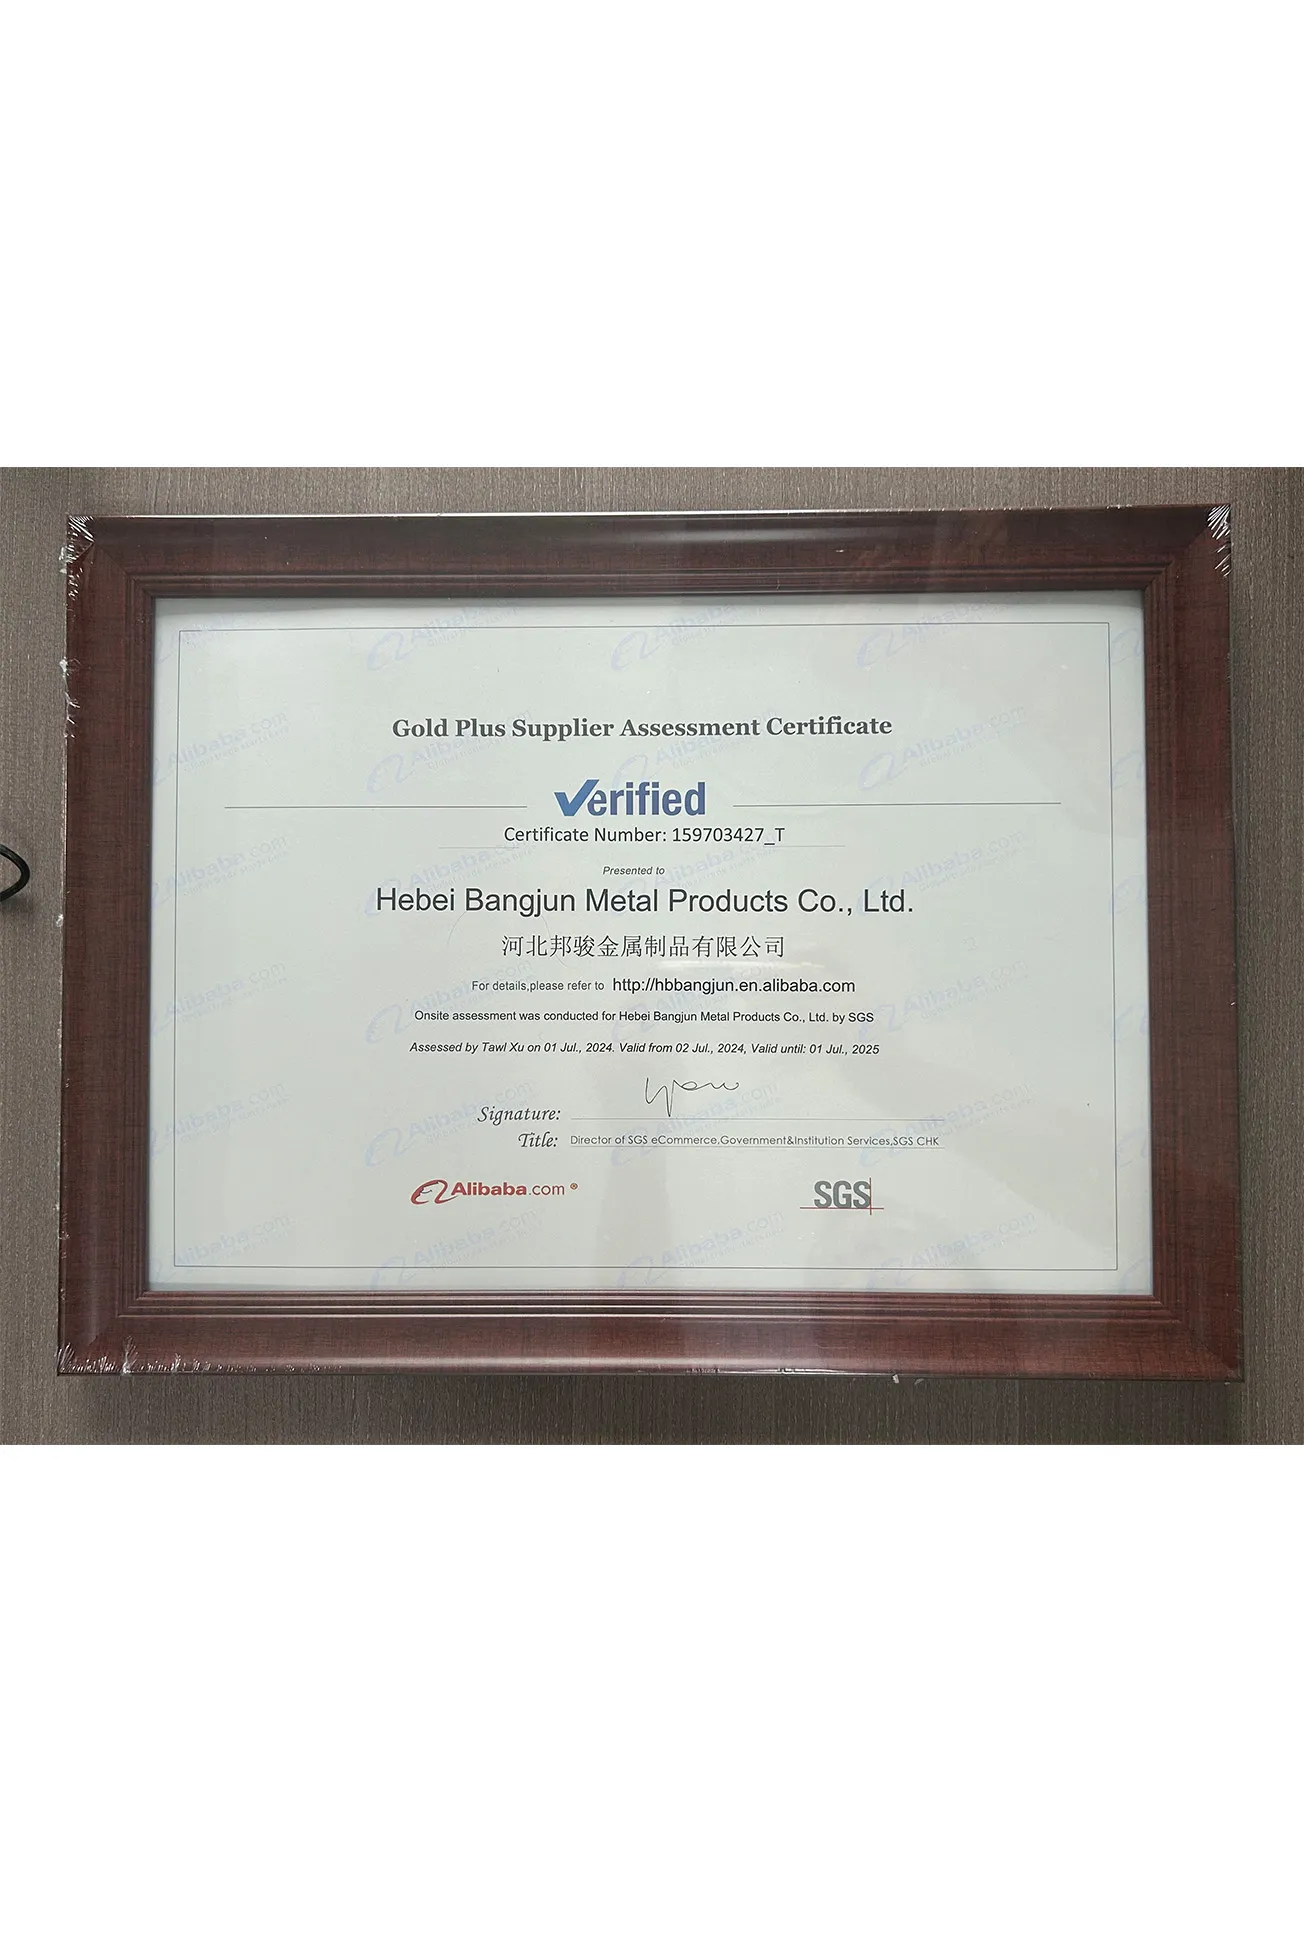 Gold Plus Supplier Assessment Certificate
Verified
Certificate Number: 159703427_T
Presented to
Hebei Bangjun Metal Products Co., Ltd.
河北邦骏金属制品有限公司
For details,please refer to http://hbbangjun.en.alibaba.com
Onsite assessment was conducted for Hebei Bangjun Metal Products Co., Ltd. by SGS
Assessed by Tawl Xu on 01 Jul., 2024. Valid from 02 Jul., 2024, Valid until: 01 Jul., 2025
Signature:
Title: Director of SGS eCommerce,Government&Institution Services,SGS CHK
Alibaba.com ® SGS